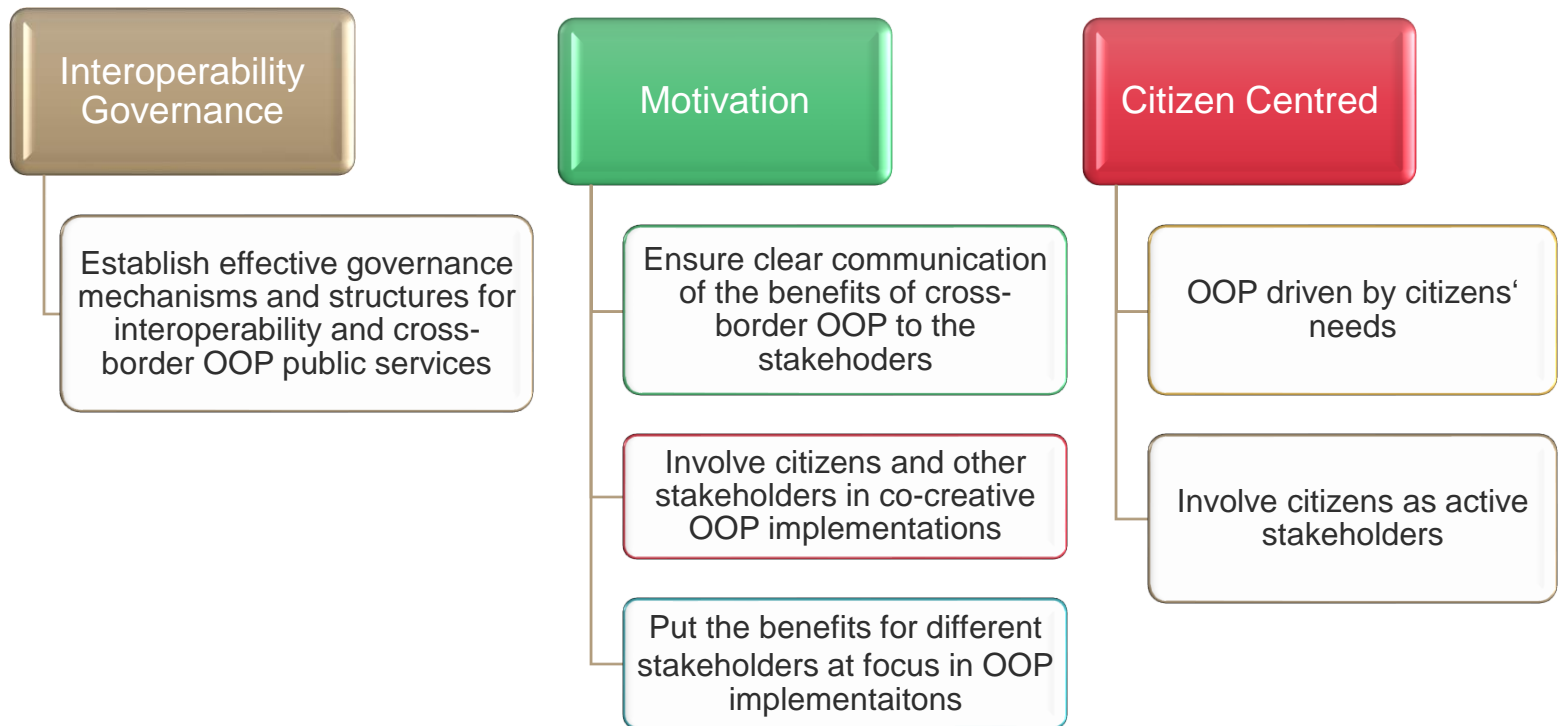 Interoperability
Governance
Establish effective governance
mechanisms and structures for
interoperability and cross-
border OOP public services
Motivation
Ensure clear communication
of the benefits of cross-
border OOP to the
stakehoders
Involve citizens and other
stakeholders in co-creative
OOP implementations
Put the benefits for different
stakeholders at focus in OOP
implementaitons
Citizen Centred
OOP driven by citizens‘
needs
Involve citizens as active
stakeholders